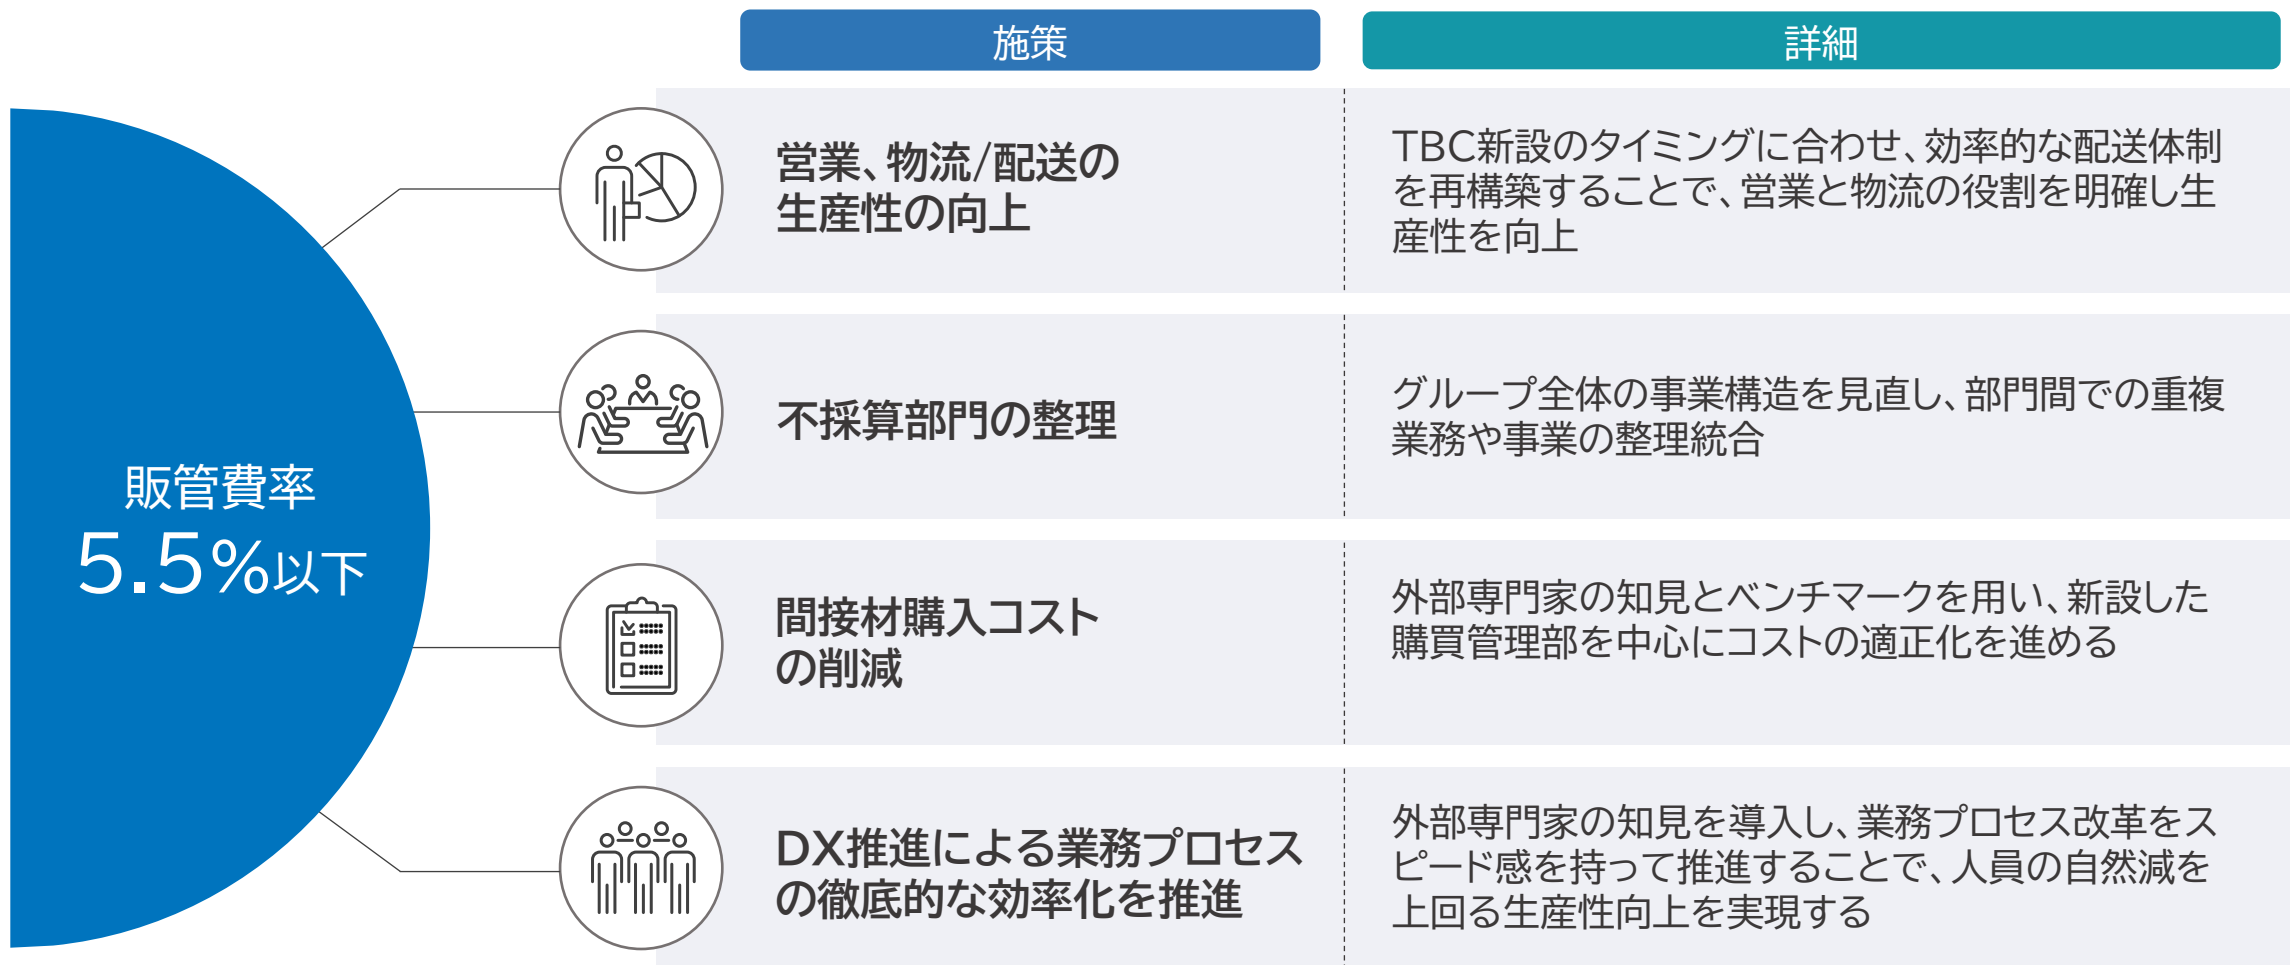 施策
詳細
販管費率
5.5%以下
営業、物流/配送の
生産性の向上
TBC新設のタイミングに合わせ、効率的な配送体制
を再構築することで、営業と物流の役割を明確し生
産性を向上
不採算部門の整理
グループ全体の事業構造を見直し、部門間での重複
業務や事業の整理統合
間接材購入コスト
の削減
外部専門家の知見とベンチマークを用い、新設した
購買管理部を中心にコストの適正化を進める
DX推進による業務プロセス
の徹底的な効率化を推進
外部専門家の知見を導入し、業務プロセス改革をス
ピード感を持って推進することで、人員の自然減を
上回る生産性向上を実現する